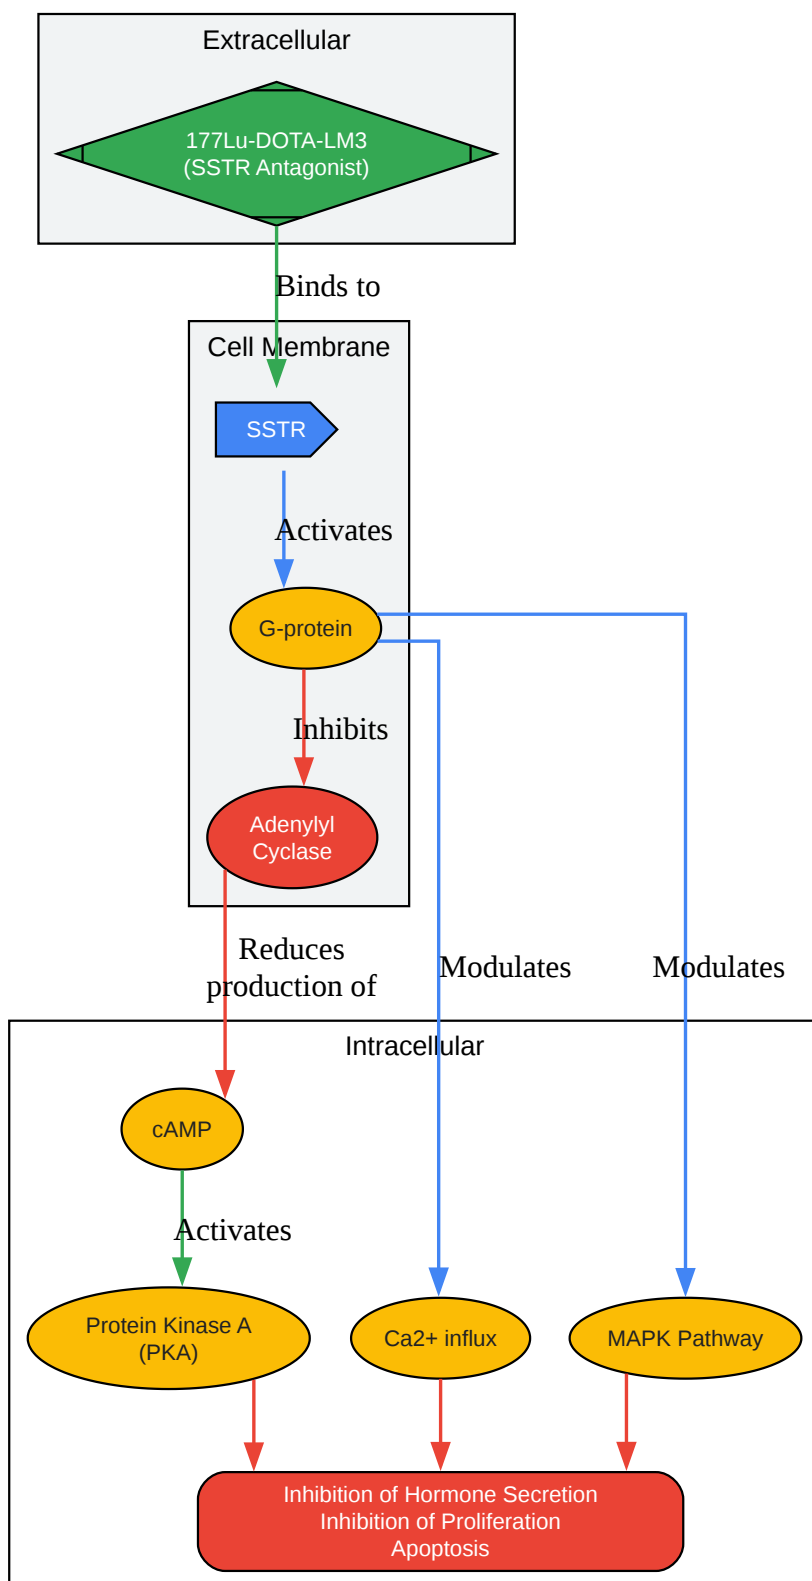 Extracellular
177Lu-DOTA-LM3
(SSTR Antagonist)
Binds to
Cell Membrane
SSTR
Activates
G-protein
Inhibits
Adenylyl
Cyclase
Reduces
production of
Modulates
Modulates
Intracellular
cAMP
Activates
Protein Kinase A
(PKA)
Ca2+ influx
MAPK Pathway
Inhibition of Hormone Secretion
Inhibition of Proliferation
Apoptosis